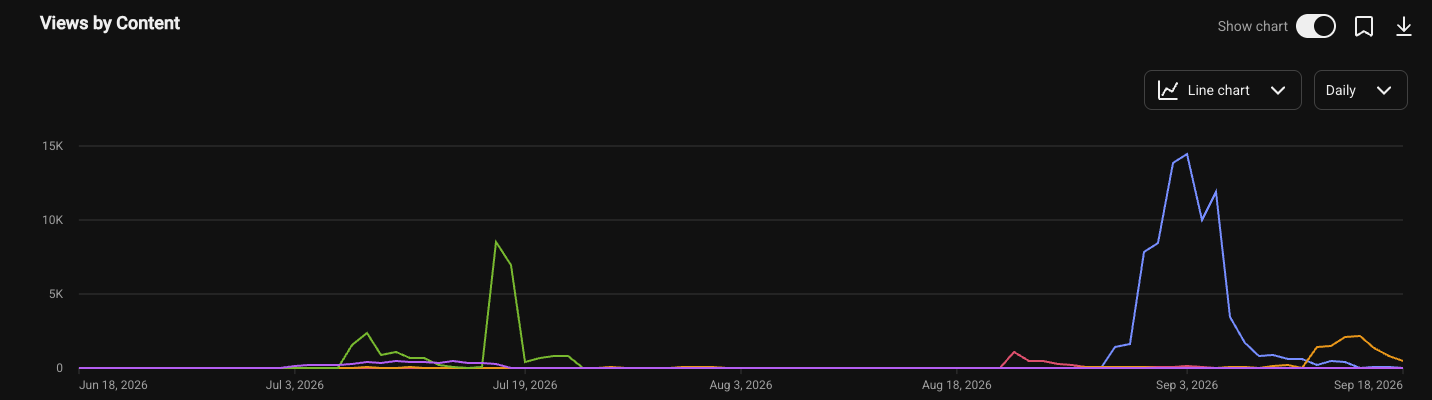 Views by Content
Show chart
Line chart
Daily
15K
10K
5K
0
Jun 18, 2026
Jul 3, 2026
Jul 19, 2026
Aug 3, 2026
Aug 18, 2026
Sep 3, 2026
Sep 18, 2026